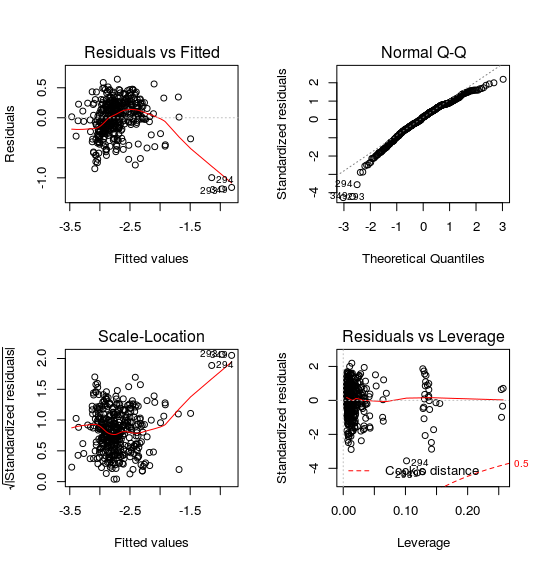 Residuals vs Fitted
Residuals
0.5
0.0
-1.0
294
-3.5 -2.5 -1.5
Fitted values
Normal Q-Q
Standardized residuals
2
1
0
-2
-4
294
-3 -2 -1 0 1 2 3
Theoretical Quantiles
Scale-Location
√|Standardized residuals|
2.0
1.5
1.0
0.5
0.0
294
-3.5 -2.5 -1.5
Fitted values
Residuals vs Leverage
Standardized residuals
2
0
-2
-4
294
Cook's distance
0.5
0.00 0.10 0.20
Leverage